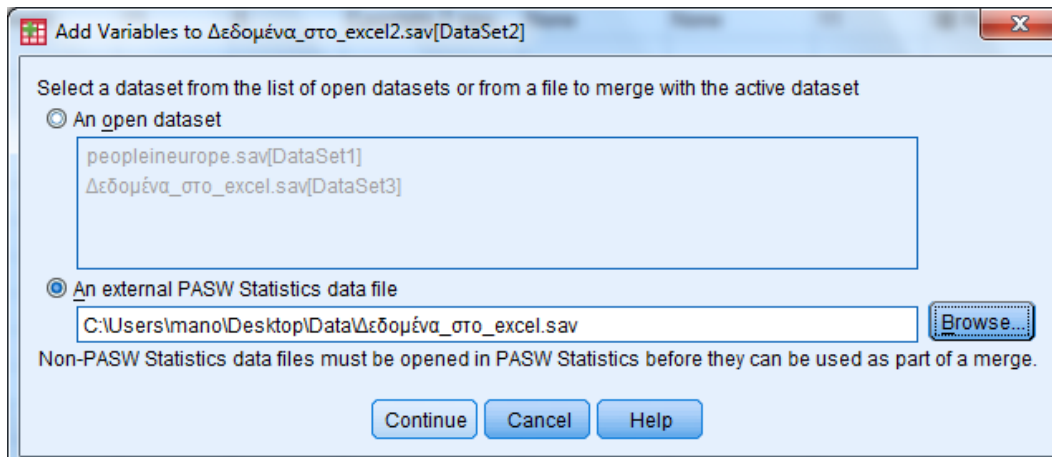 Add Variables to Δεδομένα_στο_excel2.sav[DataSet2]
Select a dataset from the list of open datasets or from a file to merge with the active dataset
An open dataset
peopleineurope.sav[DataSet1]
Δεδομένα_στο_excel.sav[DataSet3]
An external PASW Statistics data file
C:\Users\mano\Desktop\Data\Δεδομένα_στο_excel.sav
Browse...
Non-PASW Statistics data files must be opened in PASW Statistics before they can be used as part of a merge.
Continue Cancel Help